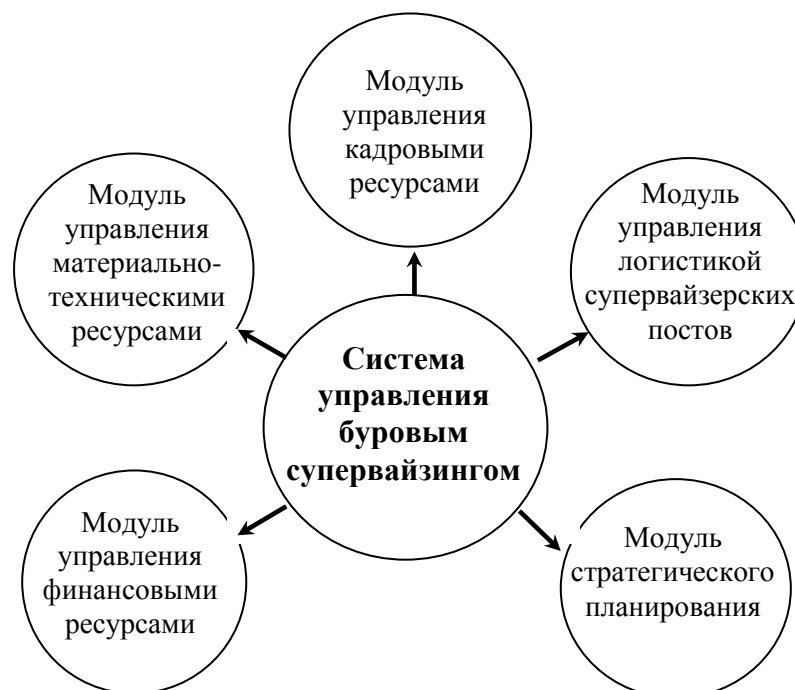 Модуль
управления
кадровыми
ресурсами
Модуль
управления
материально-
техническими
ресурсами
Модуль
управления
логистикой
супервайзерских
постов
Система
управления
буровым
супервайзингом
Модуль
управления
финансовыми
ресурсами
Модуль
стратегического
планирования